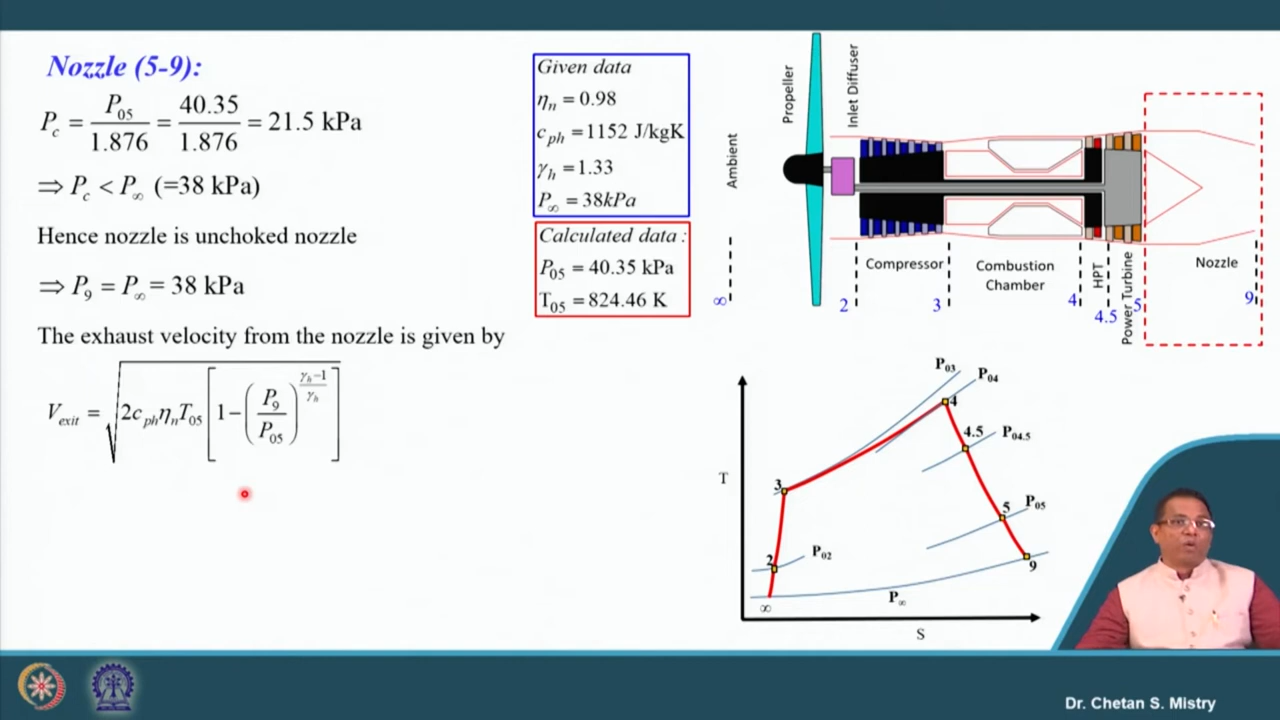 Nozzle (5-9):
P_c = P_05 / 1.876 = 40.35 / 1.876 = 21.5 kPa
⇒ P_c < P_∞ (=38 kPa)
Hence nozzle is unchoked nozzle
⇒ P_9 = P_∞ = 38 kPa
The exhaust velocity from the nozzle is given by
V_exit = √(2c_ph η_n T_05 [1−(P_9/P_05)^((γ_h−1)/γ_h)])
Given data
η_n = 0.98
c_ph =1152 J/kgK
γ_h =1.33
P_∞ = 38kPa
Calculated data :
P_05 = 40.35 kPa
T_05 = 824.46 K
Ambient
Propeller
Inlet Diffuser
Compressor
Combustion
Chamber
HPT
Power Turbine
Nozzle
∞
2
3
4
4.5
5
9
T
S
P_03
P_04
4
4.5
P_04.5
3
5
P_05
2
P_02
9
P_∞
∞
Dr. Chetan S. Mistry